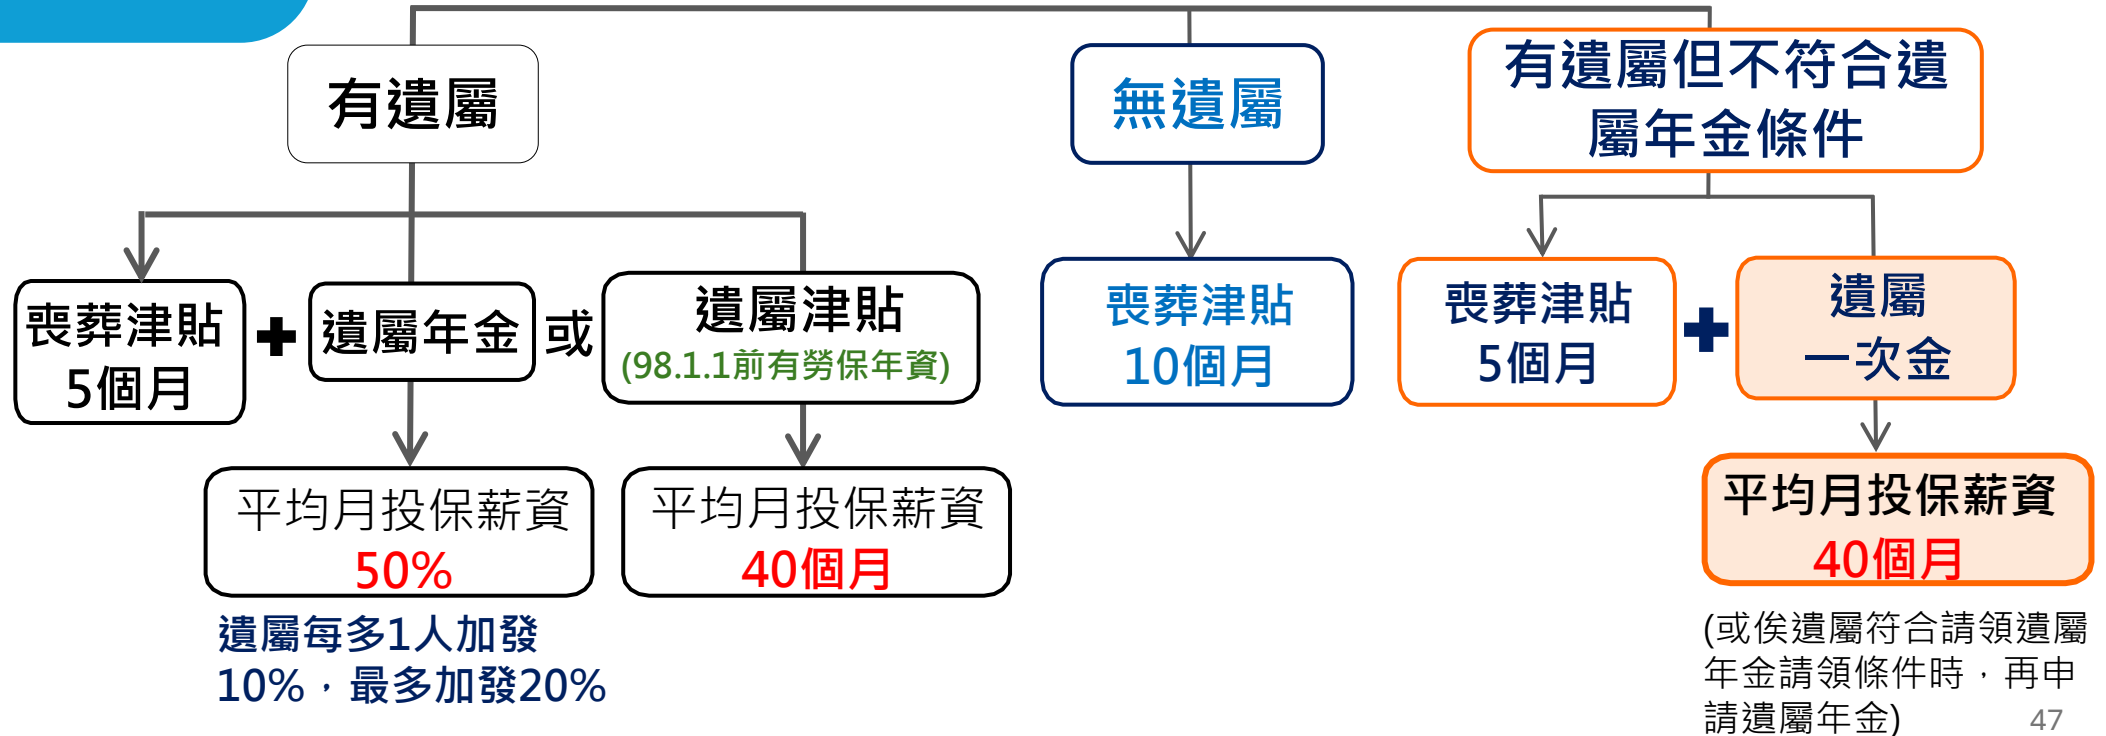 有遺屬
喪葬津貼
5個月
遺屬年金
或
遺屬津貼
(98.1.1前有勞保年資)
平均月投保薪資
50%
遺屬每多1人加發
10%，最多加發20%
平均月投保薪資
40個月
無遺屬
喪葬津貼
10個月
有遺屬但不符合遺
屬年金條件
喪葬津貼
5個月
遺屬
一次金
平均月投保薪資
40個月
(或俟遺屬符合請領遺屬
年金請領條件時，再申
請遺屬年金)
47